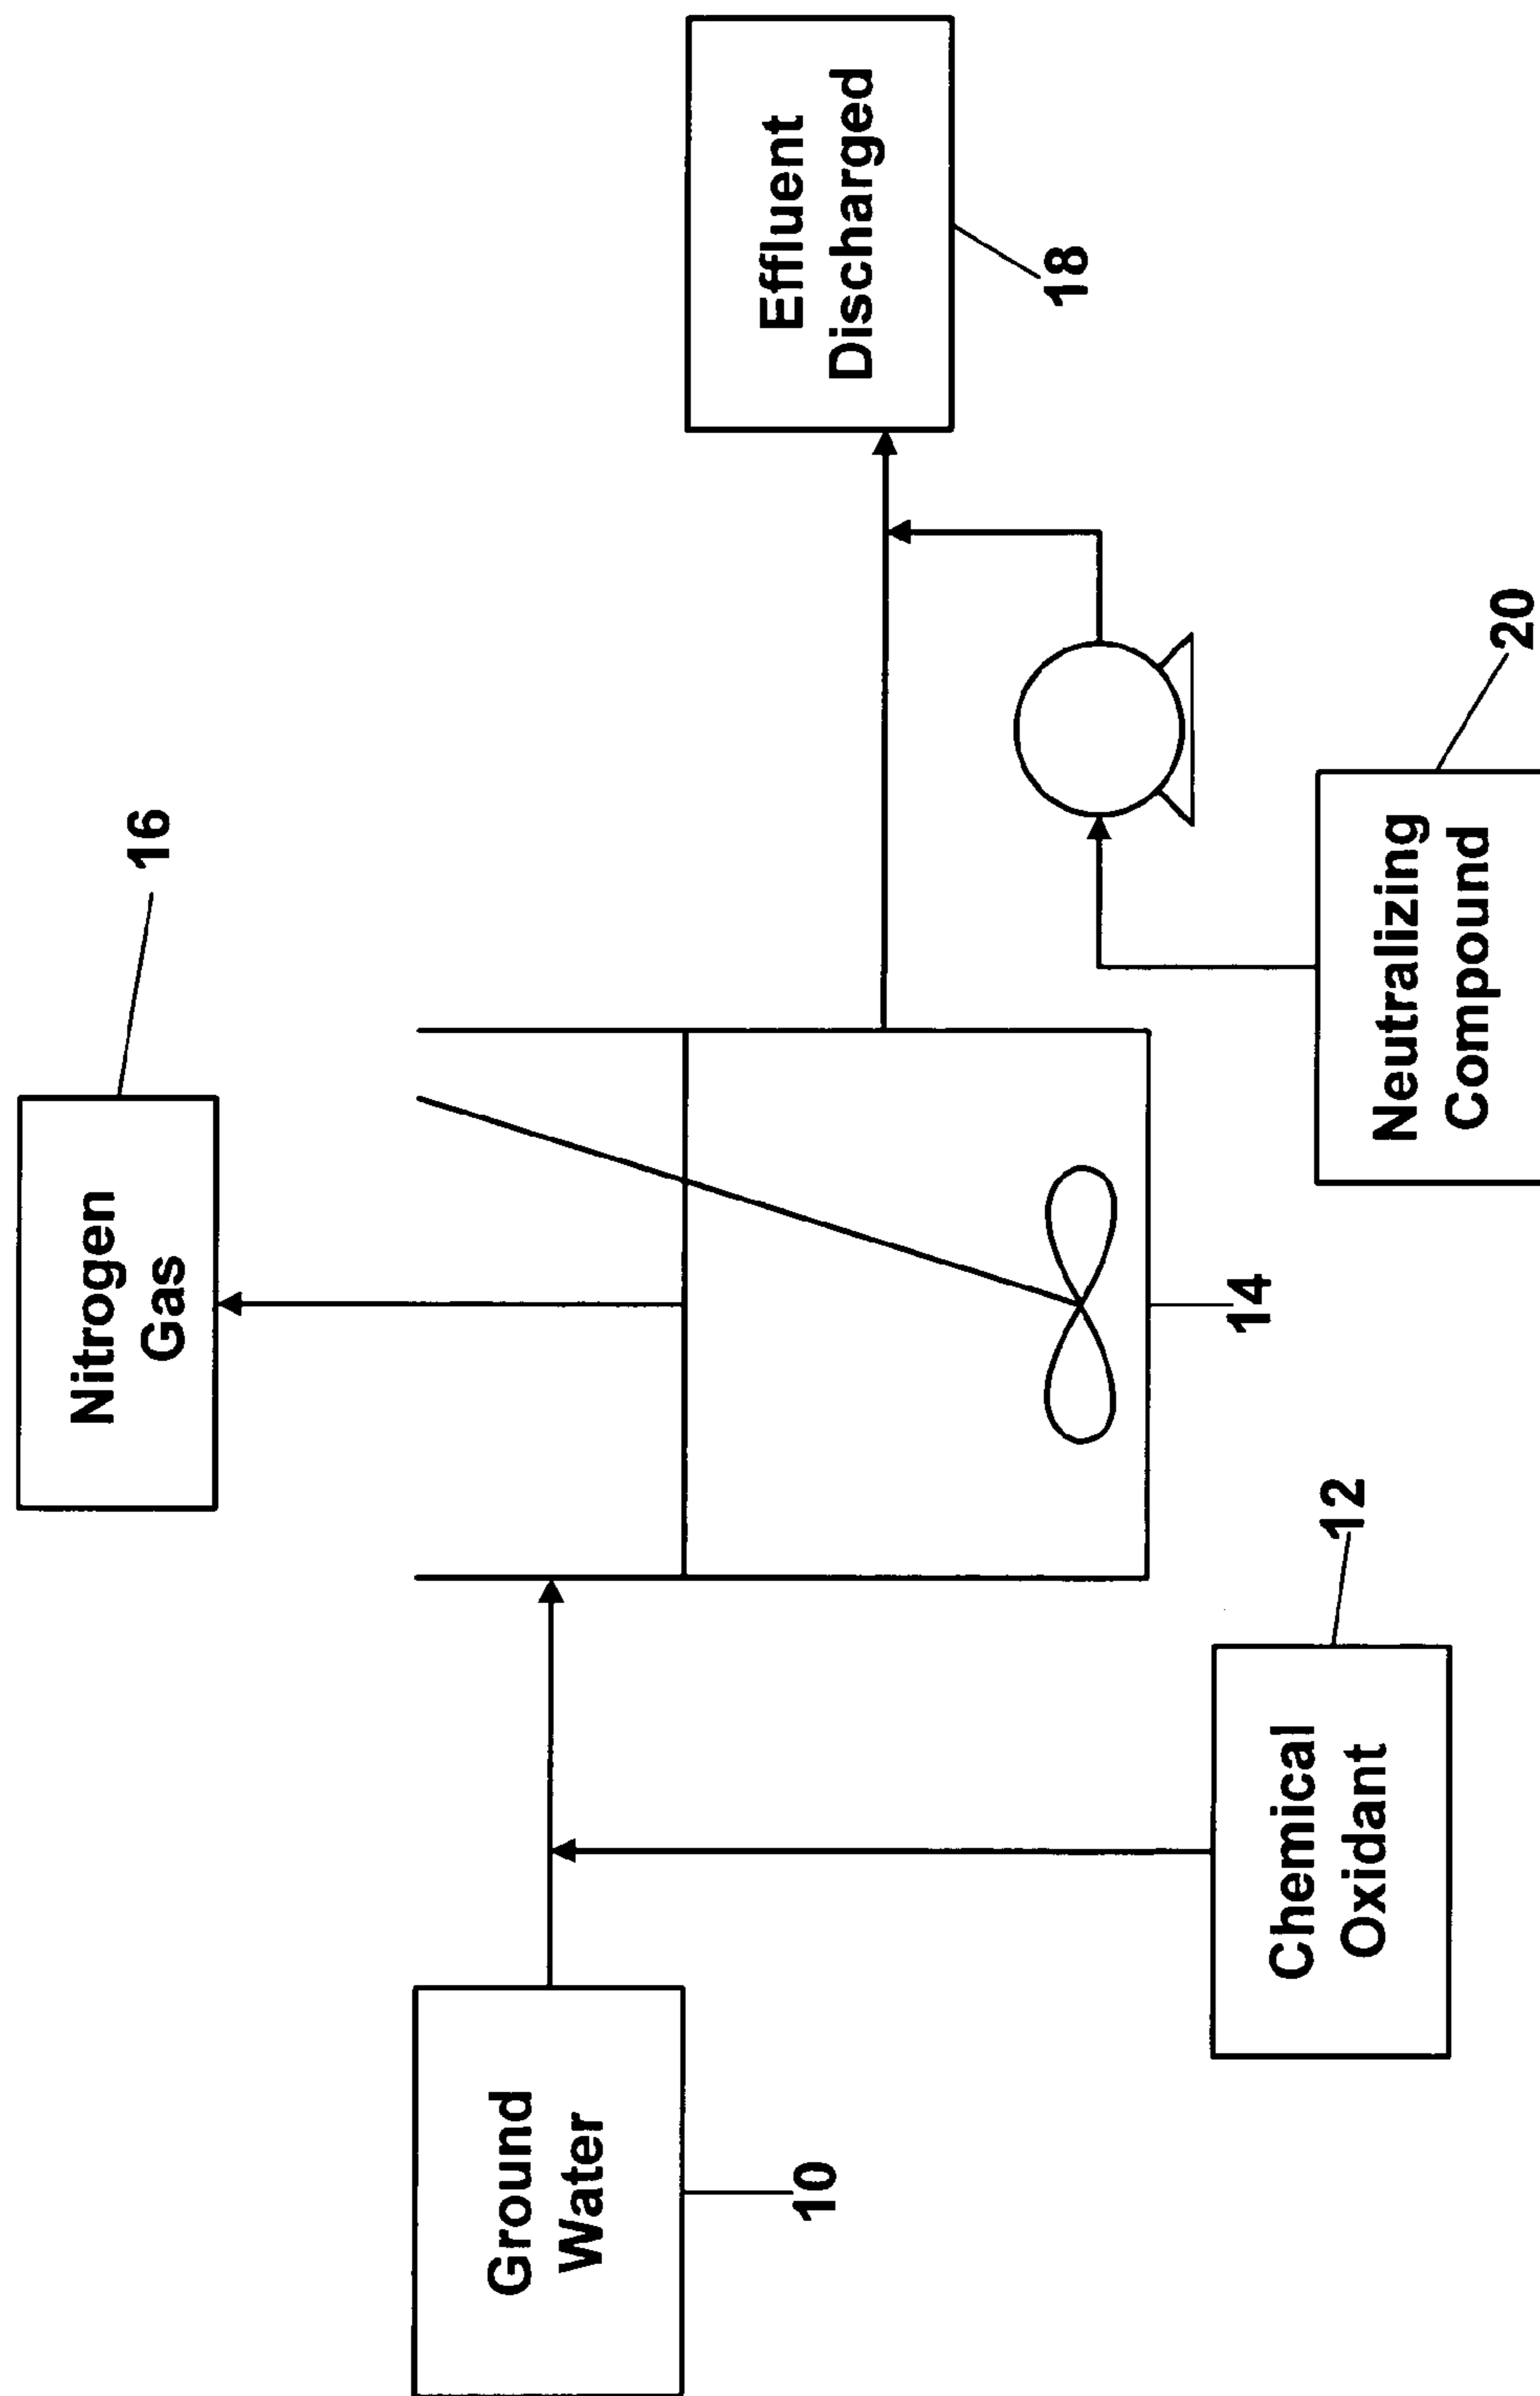 Nitrogen
Gas
16
Ground
Water
10
Chemical
Oxidant
12
14
Effluent
Discharged
18
Neutralizing
Compound
20